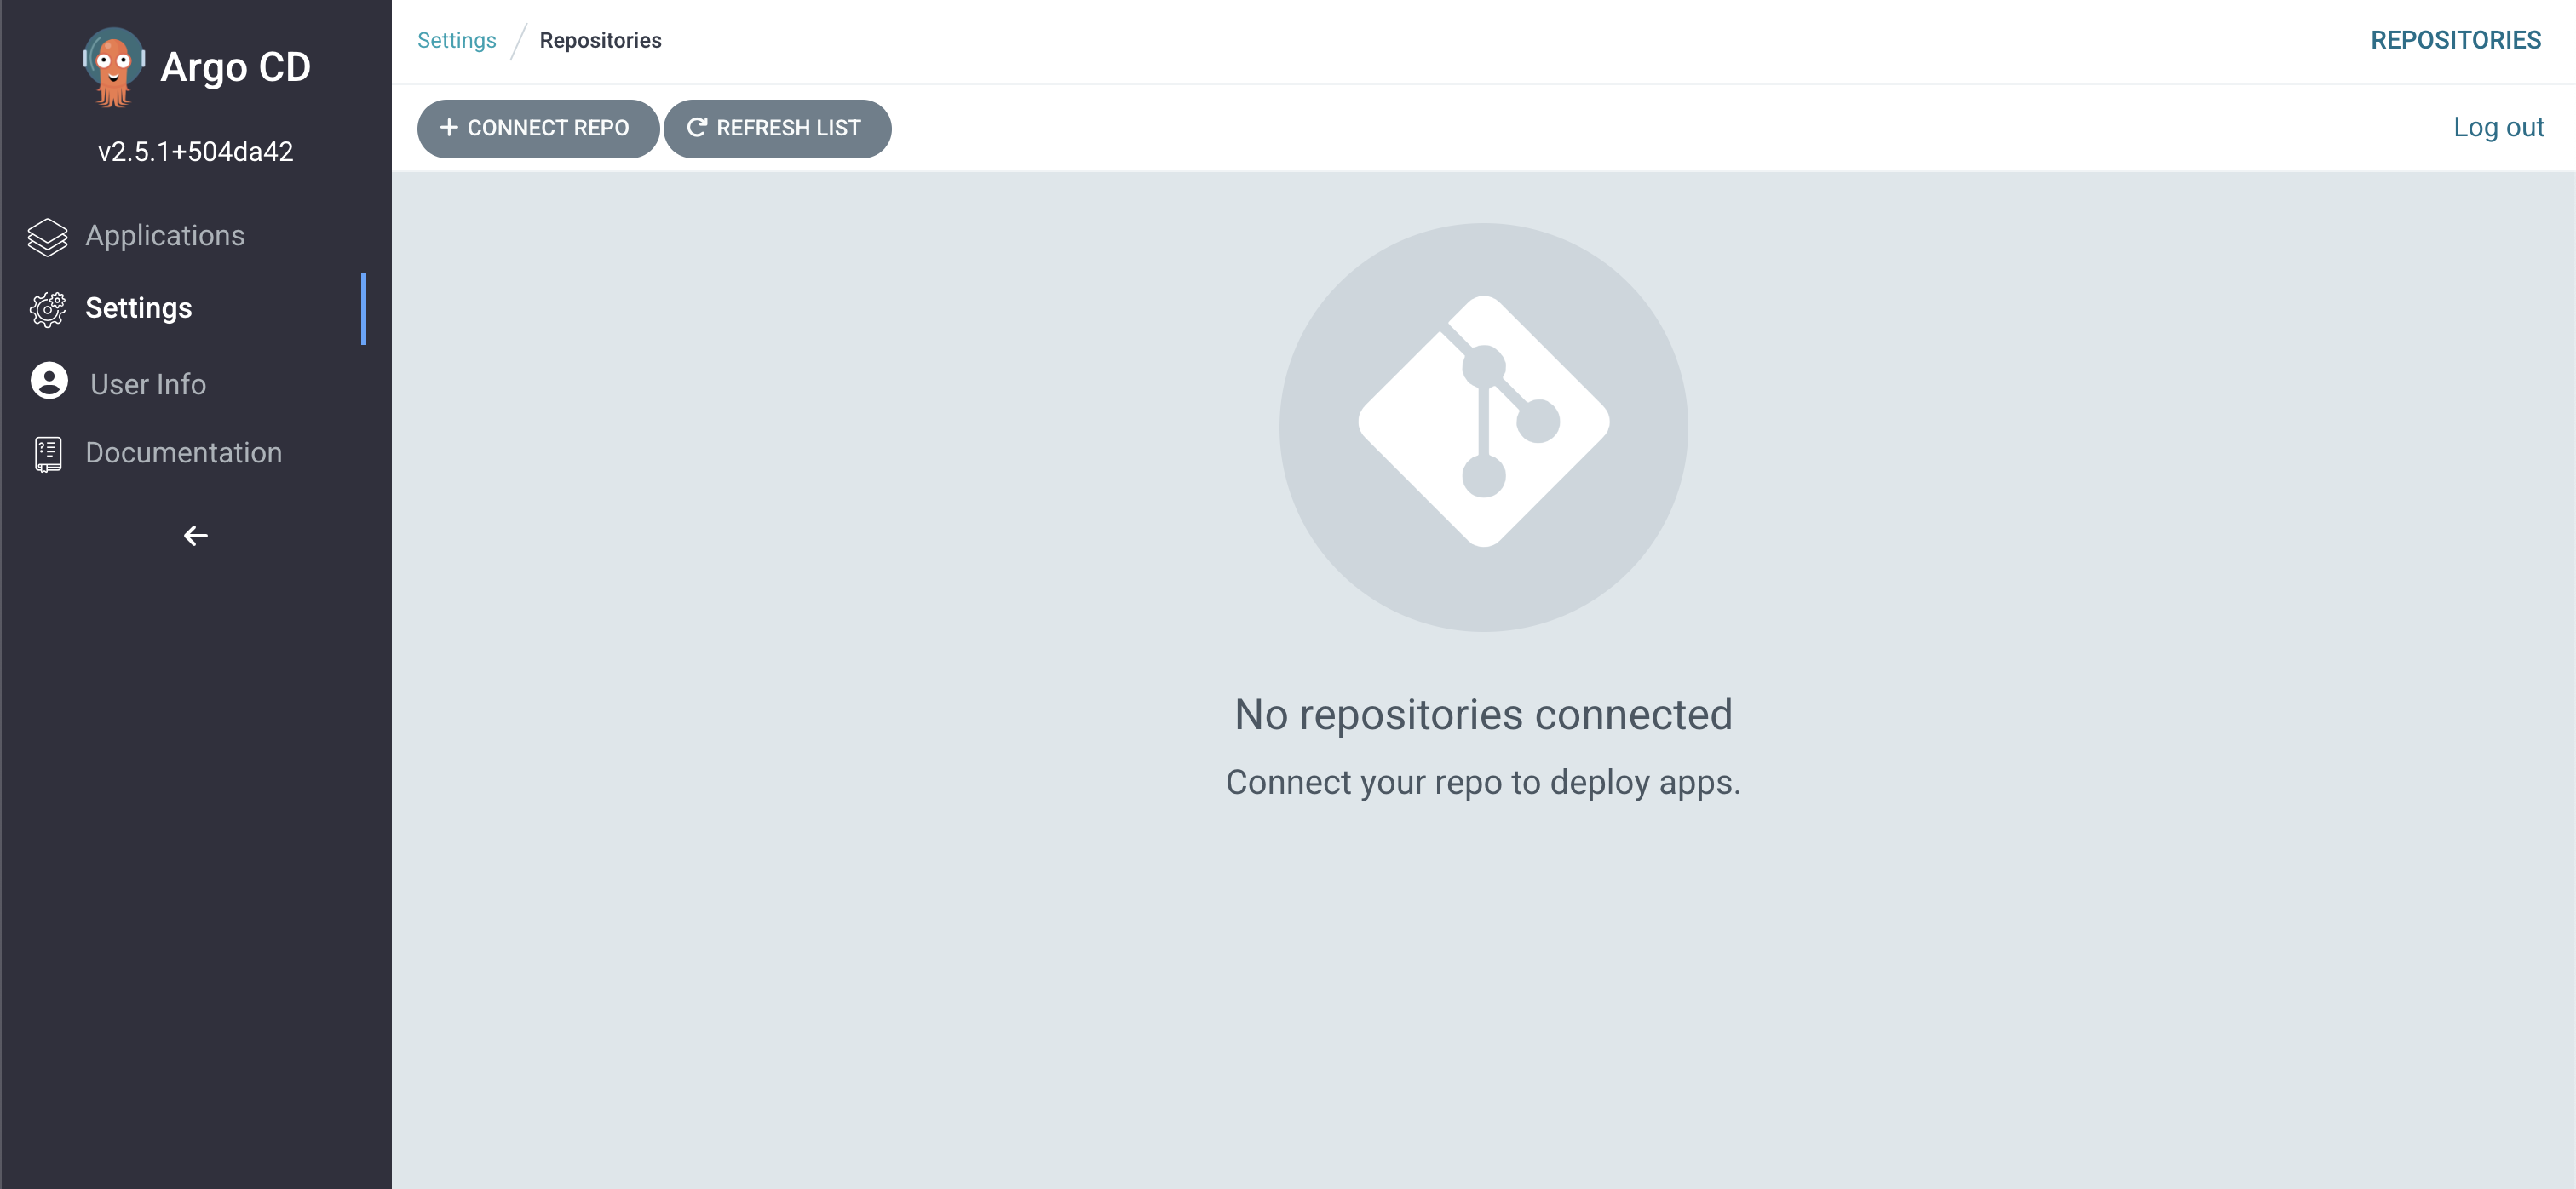 Argo CD
v2.5.1+504da42
Applications
Settings
User Info
Documentation
Settings / Repositories
REPOSITORIES
+ CONNECT REPO
REFRESH LIST
Log out
No repositories connected
Connect your repo to deploy apps.